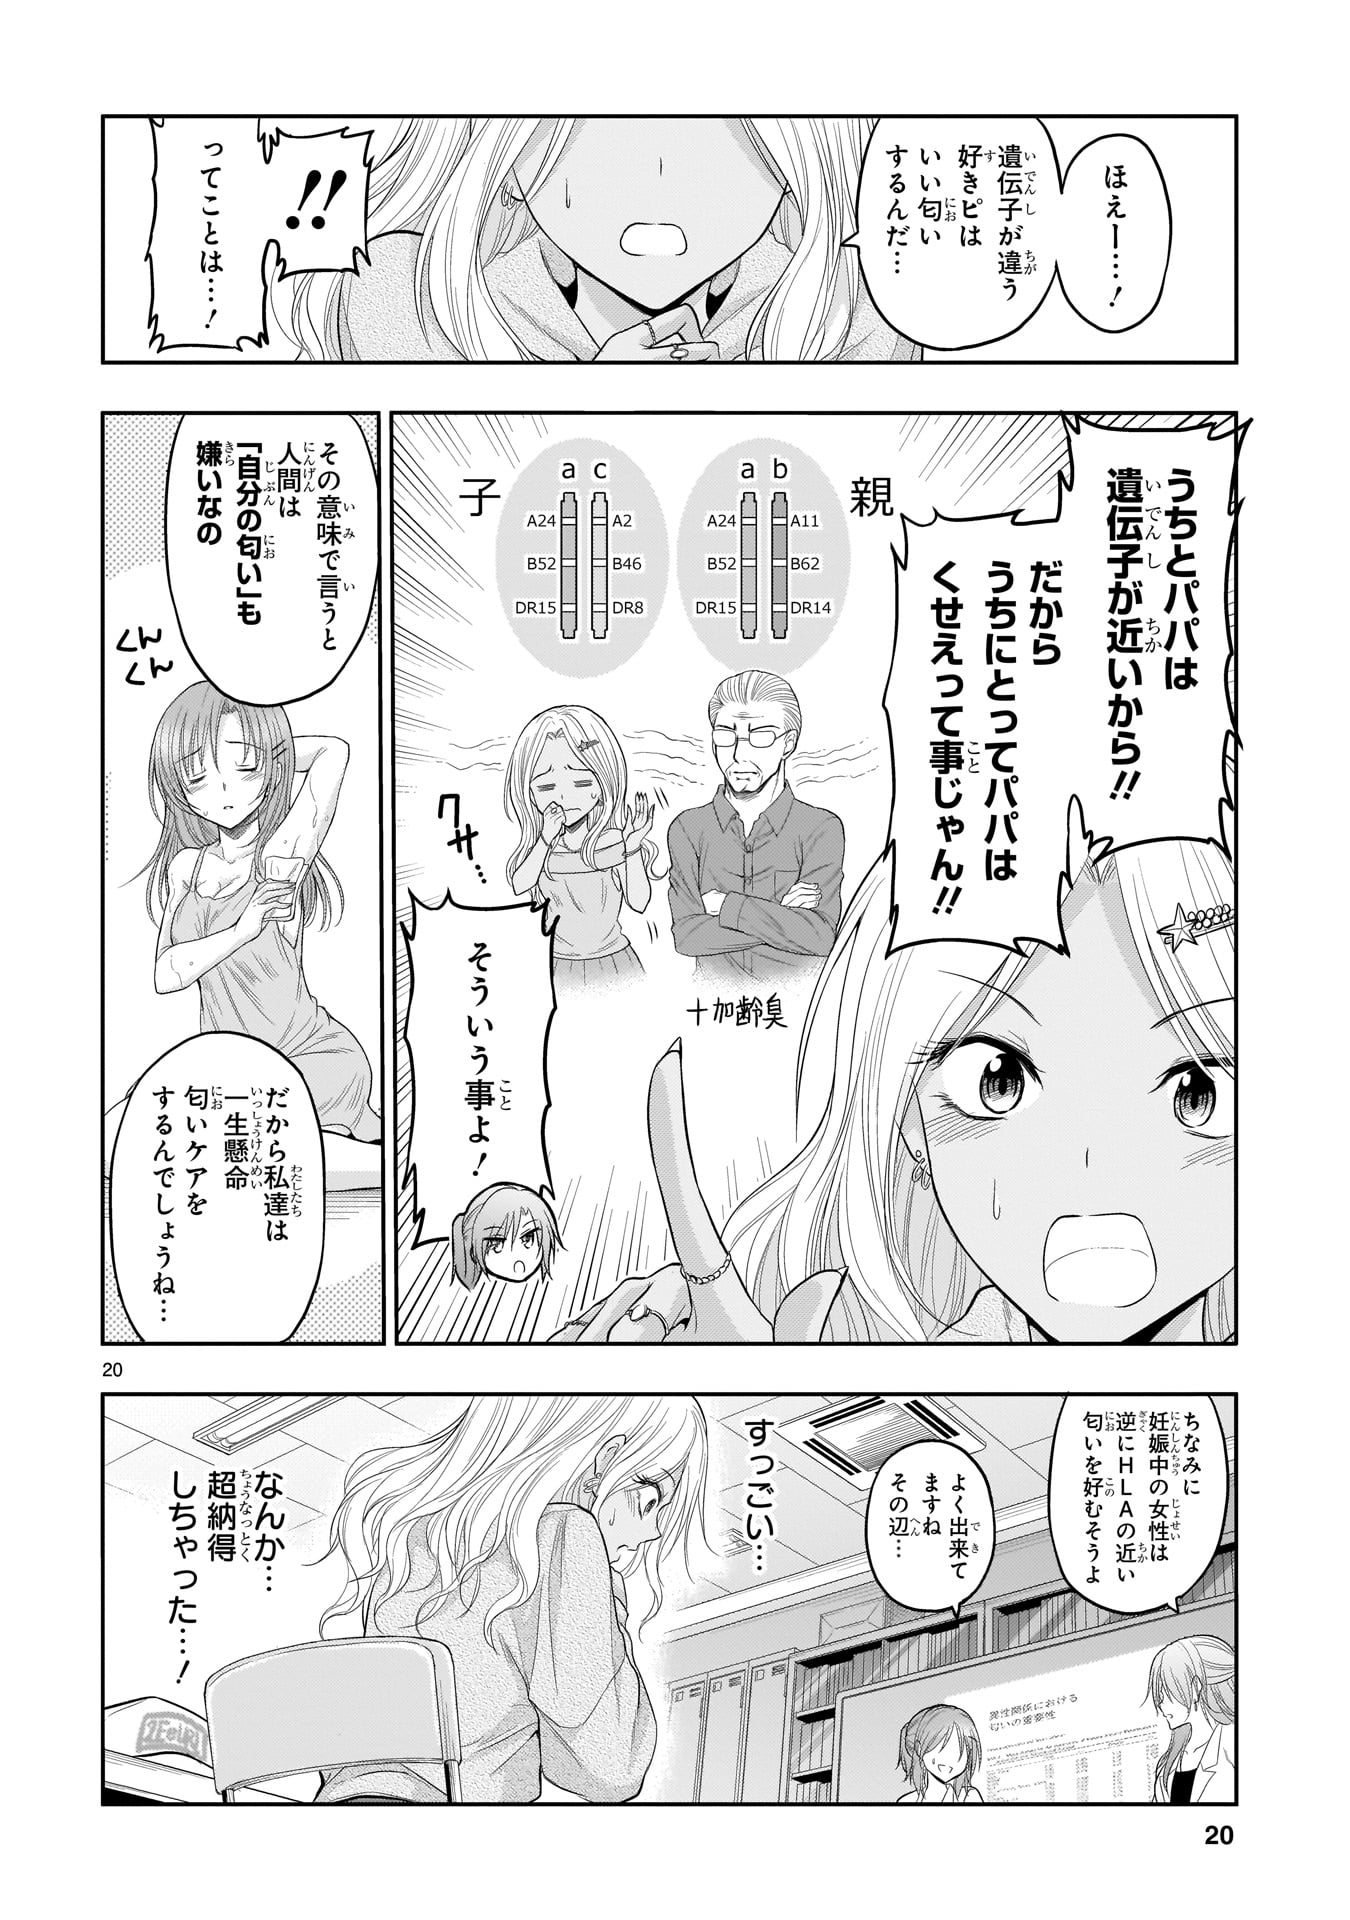 ほえー…！
遺伝子が違う
好きピは
いい匂い
するんだ…
!!
ってことは…！
うちとパパは
遺伝子が近いから!!
だから
うちにとってパパは
くせえって事じゃん!!
親
a b
A24 A11
B52 B62
DR15 DR14
子
a c
A24 A2
B52 B46
DR15 DR8
クサ…
十加齢臭
そういう事よ！
その意味で言うと
人間は
「自分の匂い」も
嫌いなの
くん
くん
だから私達は
一生懸命
匂いケアを
するんでしょうね…
20
ちなみに
妊娠中の女性は
逆にHLAの近い
匂いを好むそうよ
よく出来て
ますね
その辺…
異性関係における
匂いの重要性
すっごい…
なんか…
超納得
しちゃった…！
20